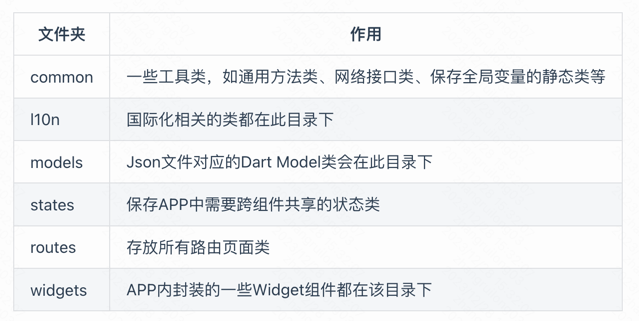 文件夹 作用
common 一些工具类，如通用方法类、网络接口类、保存全局变量的静态类等
l10n 国际化相关的类都在此目录下
models Json文件对应的Dart Model类会在此目录下
states 保存APP中需要跨组件共享的状态类
routes 存放所有路由页面类
widgets APP内封装的一些Widget组件都在该目录下